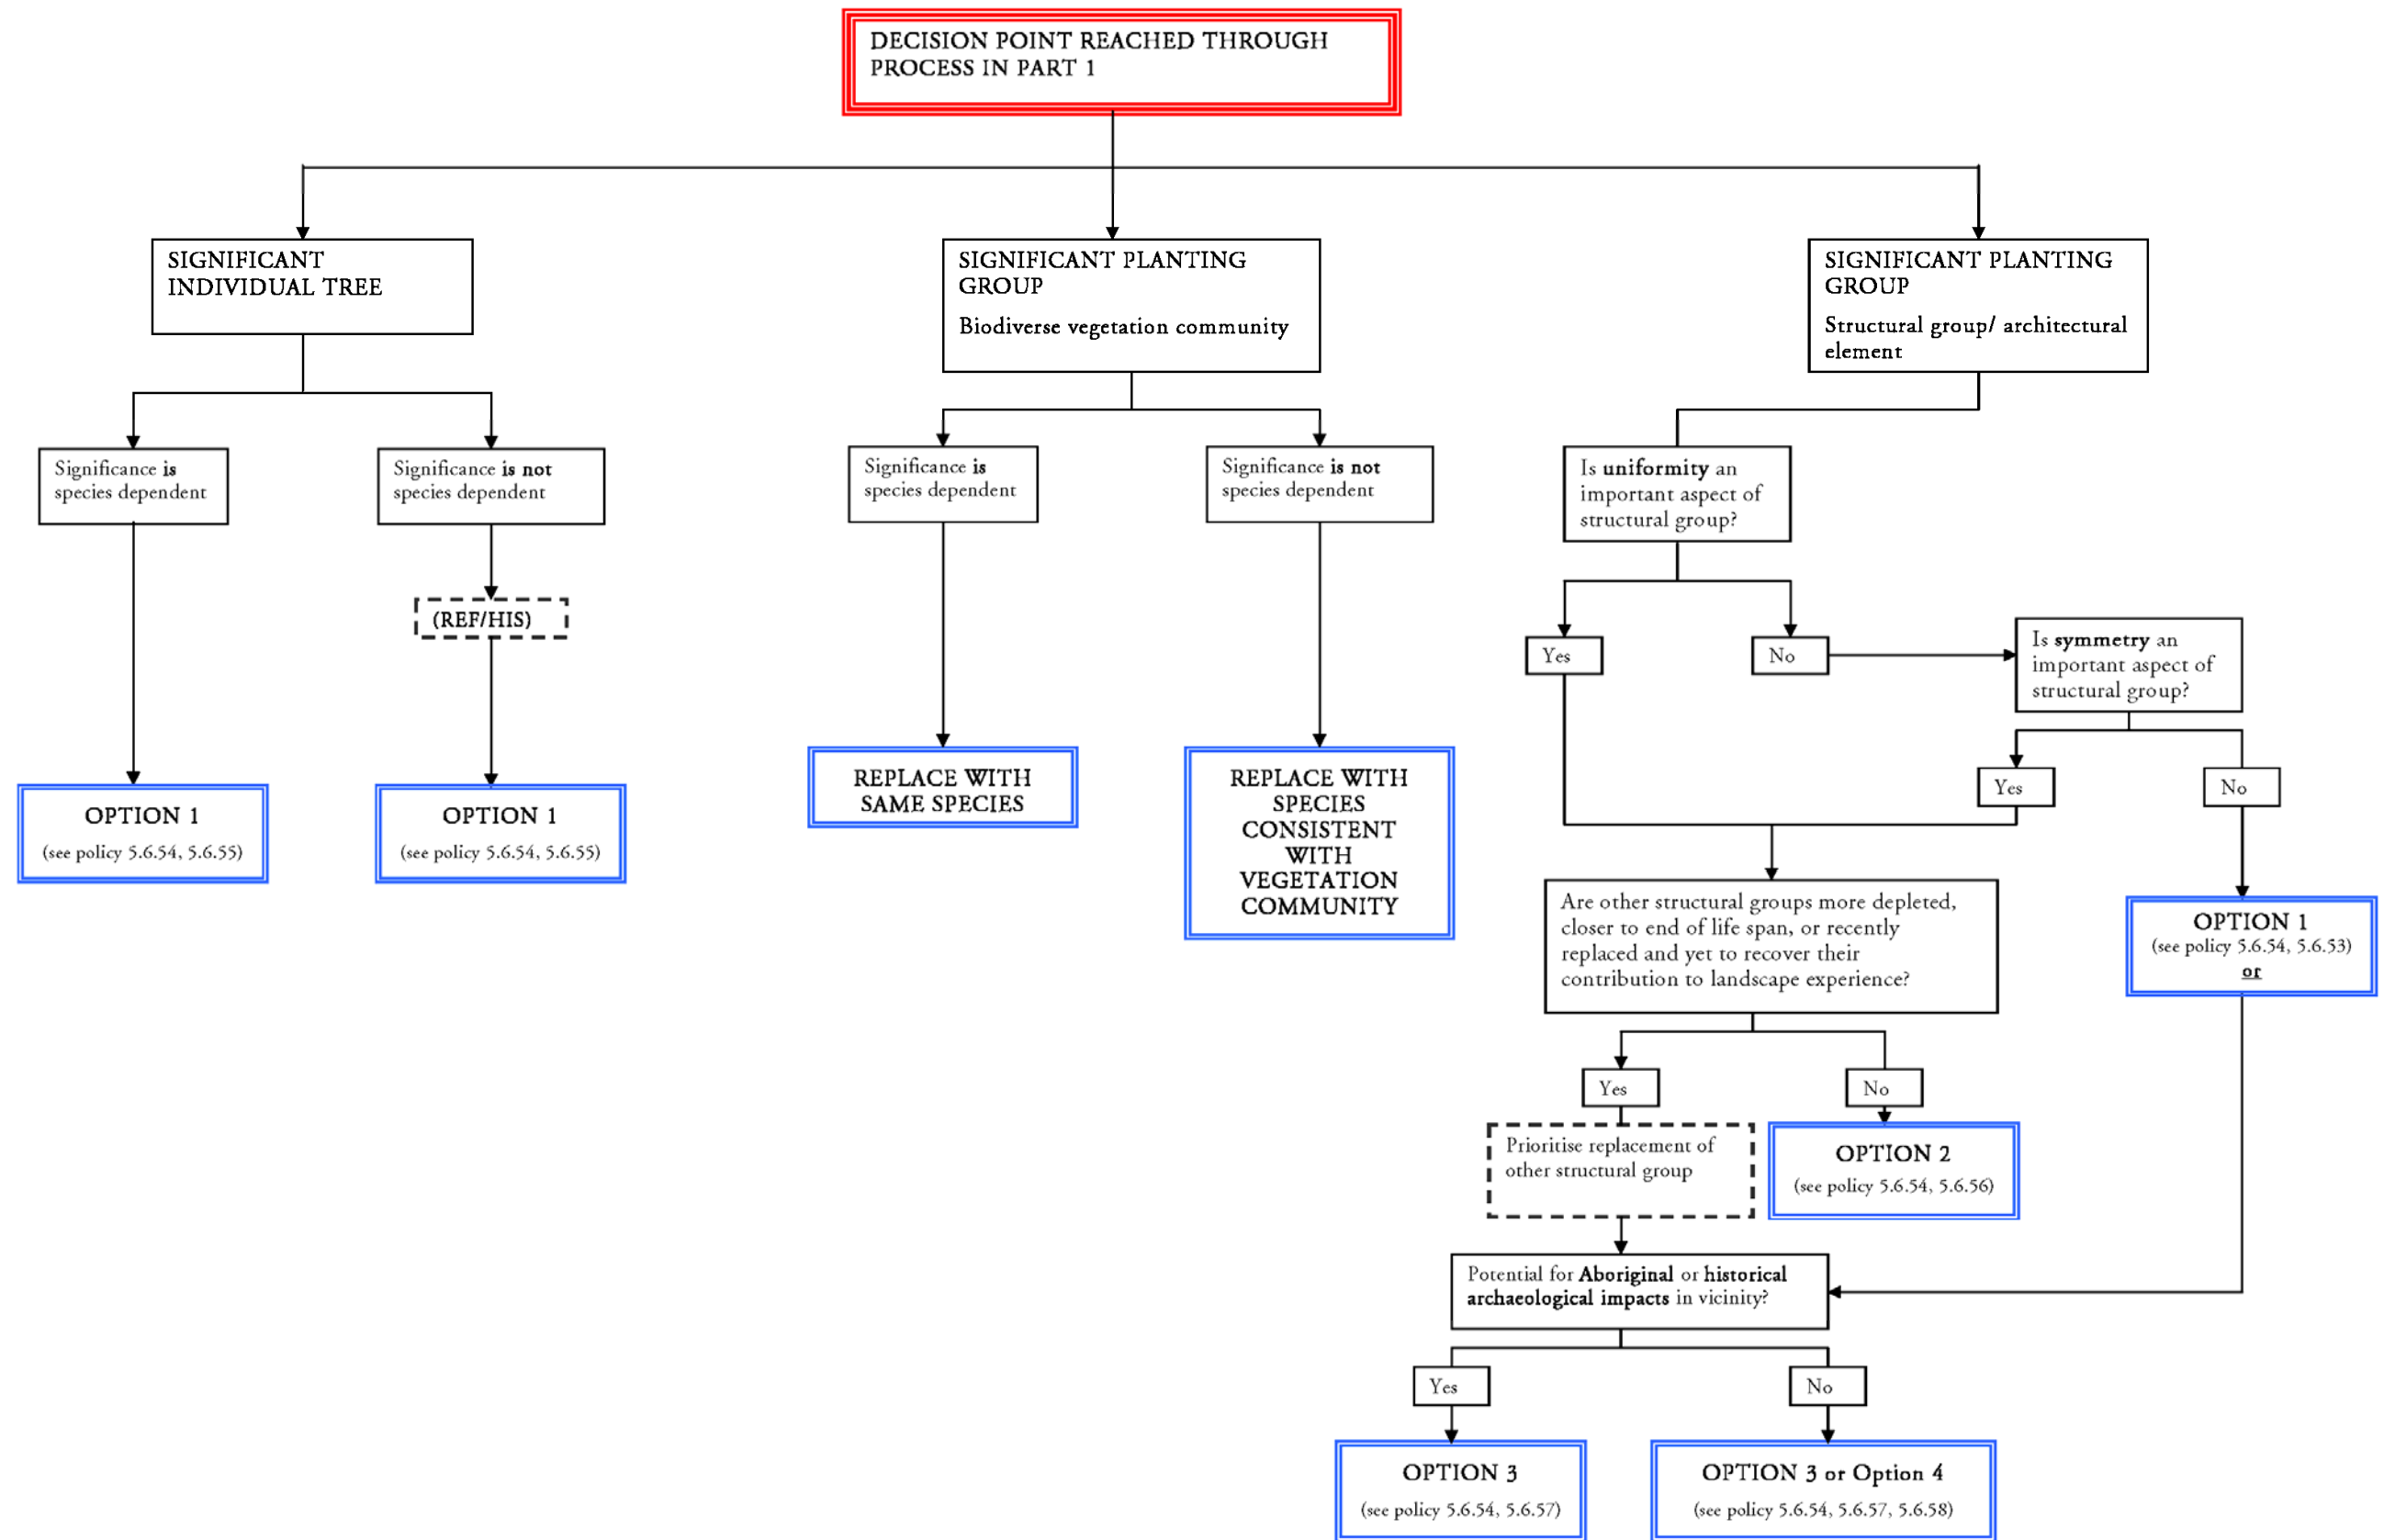 DECISION POINT REACHED THROUGH
PROCESS IN PART 1
SIGNIFICANT
INDIVIDUAL TREE
SIGNIFICANT PLANTING
GROUP
Biodiverse vegetation community
SIGNIFICANT PLANTING
GROUP
Structural group/ architectural
element
Significance is
species dependent
Significance is not
species dependent
Significance is
species dependent
Significance is not
species dependent
Is uniformity an
important aspect of
structural group?
(REF/HIS)
Yes
No
Is symmetry an
important aspect of
structural group?
Yes
No
OPTION 1
(see policy 5.6.54, 5.6.55)
OPTION 1
(see policy 5.6.54, 5.6.55)
REPLACE WITH
SAME SPECIES
REPLACE WITH
SPECIES
CONSISTENT
WITH
VEGETATION
COMMUNITY
Are other structural groups more depleted,
closer to end of life span, or recently
replaced and yet to recover their
contribution to landscape experience?
OPTION 1
(see policy 5.6.54, 5.6.53)
or
Yes
No
Prioritise replacement of
other structural group
OPTION 2
(see policy 5.6.54, 5.6.56)
Potential for Aboriginal or historical
archaeological impacts in vicinity?
Yes
No
OPTION 3
(see policy 5.6.54, 5.6.57)
OPTION 3 or Option 4
(see policy 5.6.54, 5.6.57, 5.6.58)